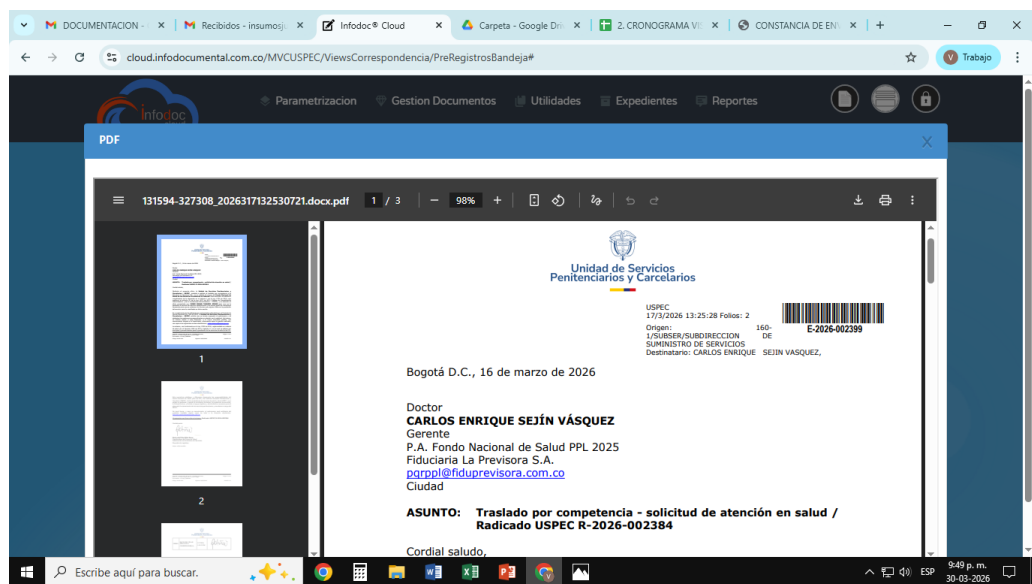 DOCUMENTACION -
Recibidos - insumosj
Infodoc® Cloud
Carpeta - Google Dri
2. CRONOGRAMA VI
CONSTANCIA DE EN
cloud.infodocumental.com.co/MVCUSPEC/ViewsCorrespondencia/PreRegistrosBandeja#
V Trabajo
infodoc
Parametrizacion
Gestion Documentos
Utilidades
Expedientes
Reportes
PDF
X
131594-327308_2026317132530721.docx.pdf
1 / 3
98%
Unidad de Servicios
Penitenciarios y Carcelarios
USPEC
17/3/2026 13:25:28 Folios: 2
Origen: 160-
1/SUBSER/SUBDIRECCION DE
SUMINISTRO DE SERVICIOS
Destinatario: CARLOS ENRIQUE SEJIN VASQUEZ,
E-2026-002399
Bogotá D.C., 16 de marzo de 2026
Doctor
CARLOS ENRIQUE SEJÍN VÁSQUEZ
Gerente
P.A. Fondo Nacional de Salud PPL 2025
Fiduciaria La Previsora S.A.
pqrppl@fiduprevisora.com.co
Ciudad
ASUNTO: Traslado por competencia - solicitud de atención en salud /
Radicado USPEC R-2026-002384
Cordial saludo,
1
2
Escribe aquí para buscar.
ESP
9:49 p. m.
30-03-2026